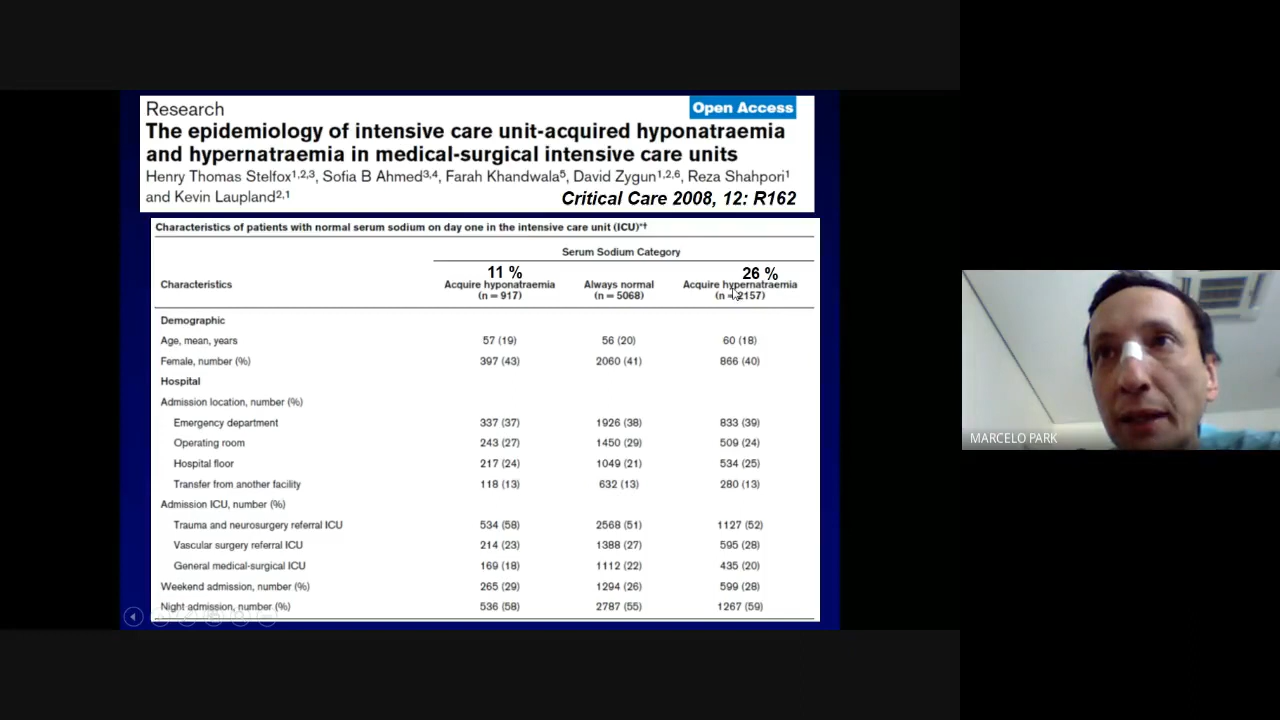 Research
Open Access
The epidemiology of intensive care unit-acquired hyponatraemia
and hypernatraemia in medical-surgical intensive care units
Henry Thomas Stelfox1,2,3, Sofia B Ahmed3,4, Farah Khandwala5, David Zygun1,2,6, Reza Shahpori1
and Kevin Laupland2,1
Critical Care 2008, 12: R162
Characteristics of patients with normal serum sodium on day one in the intensive care unit (ICU)*†
Serum Sodium Category
11 % 26 %
Characteristics Acquire hyponatraemia Always normal Acquire hypernatraemia
(n = 917) (n = 5068) (n = 2157)
Demographic
Age, mean, years 57 (19) 56 (20) 60 (18)
Female, number (%) 397 (43) 2060 (41) 866 (40)
Hospital
Admission location, number (%)
Emergency department 337 (37) 1926 (38) 833 (39)
Operating room 243 (27) 1450 (29) 509 (24)
Hospital floor 217 (24) 1049 (21) 534 (25)
Transfer from another facility 118 (13) 632 (13) 280 (13)
Admission ICU, number (%)
Trauma and neurosurgery referral ICU 534 (58) 2568 (51) 1127 (52)
Vascular surgery referral ICU 214 (23) 1388 (27) 595 (28)
General medical-surgical ICU 169 (18) 1112 (22) 435 (20)
Weekend admission, number (%) 265 (29) 1294 (26) 599 (28)
Night admission, number (%) 536 (58) 2787 (55) 1267 (59)
MARCELO PARK